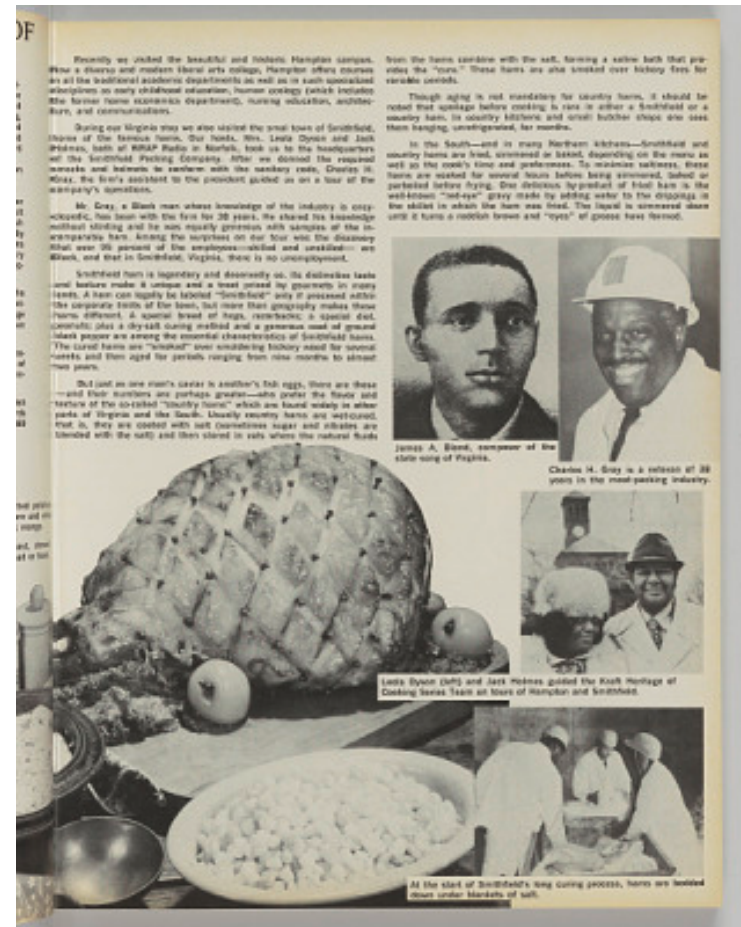 OF
Recently we visited the beautiful and historic Hampton campus.
Now a diverse and modern liberal arts college, Hampton offers courses
in all the traditional academic departments as well as in such specialized
disciplines as early childhood education, human ecology (which includes
the former home economics department), nursing education, architec-
ture, and communications.
During our Virginia stay we also visited the small town of Smithfield,
home of the famous hams. Our hosts, Mrs. Leola Dyson and Jack
Holmes, both of WRAP Radio in Norfolk, took us to the headquarters
of the Smithfield Packing Company. After we donned the required
smocks and helmets to conform with the sanitary code, Charles H.
Gray, the firm's assistant to the president guided us on a tour of the
company's operations.
Mr. Gray, a Black man whose knowledge of the industry is ency-
clopedic, has been with the firm for 38 years. He shared his knowledge
without stinting and he was equally generous with samples of the in-
comparable ham. Among the surprises on our tour was the discovery
that over 95 percent of the employees—skilled and unskilled— are
Black, and that in Smithfield, Virginia, there is no unemployment.
Smithfield ham is legendary and deservedly so. Its distinctive taste
and texture make it unique and a treat prized by gourmets in many
lands. A ham can legally be labeled "Smithfield" only if processed within
the corporate limits of the town, but more than geography makes these
hams different. A special breed of hogs, razorbacks; a special diet,
peanuts; plus a dry-salt curing method and a generous coat of ground
black pepper are among the essential characteristics of Smithfield hams.
The cured hams are "smoked" over smoldering hickory wood for several
weeks and then aged for periods ranging from nine months to almost
two years.
But just as one man's caviar is another's fish eggs, there are those
—and their numbers are perhaps greater—who prefer the flavor and
texture of the so-called "country hams" which are found widely in other
parts of Virginia and the South. Usually country hams are wet-cured,
that is, they are coated with salt (sometimes sugar and nitrates are
blended with the salt) and then stored in vats where the natural fluids
from the hams combine with the salt, forming a saline bath that pro-
vides the "cure." These hams are also smoked over hickory fires for
variable periods.
Though aging is not mandatory for country hams, it should be
noted that spoilage before cooking is rare in either a Smithfield or a
country ham. In country kitchens and small butcher shops one sees
them hanging, unrefrigerated, for months.
In the South—and in many Northern kitchens—Smithfield and
country hams are fried, simmered or baked, depending on the menu as
well as the cook's time and preferences. To minimize saltiness, these
hams are soaked for several hours before being simmered, baked or
parboiled before frying. One delicious by-product of fried ham is the
well-known "red-eye" gravy made by adding water to the drippings in
the skillet in which the ham was fried. The liquid is simmered down
until it turns a reddish brown and "eyes" of grease have formed.
James A. Bland, composer of the
state song of Virginia.
Charles H. Gray is a veteran of 38
years in the meat-packing industry.
Leola Dyson (left) and Jack Holmes guided the Kraft Heritage of
Cooking Series Team on tours of Hampton and Smithfield.
At the start of Smithfield's long curing process, hams are bedded
down under blankets of salt.